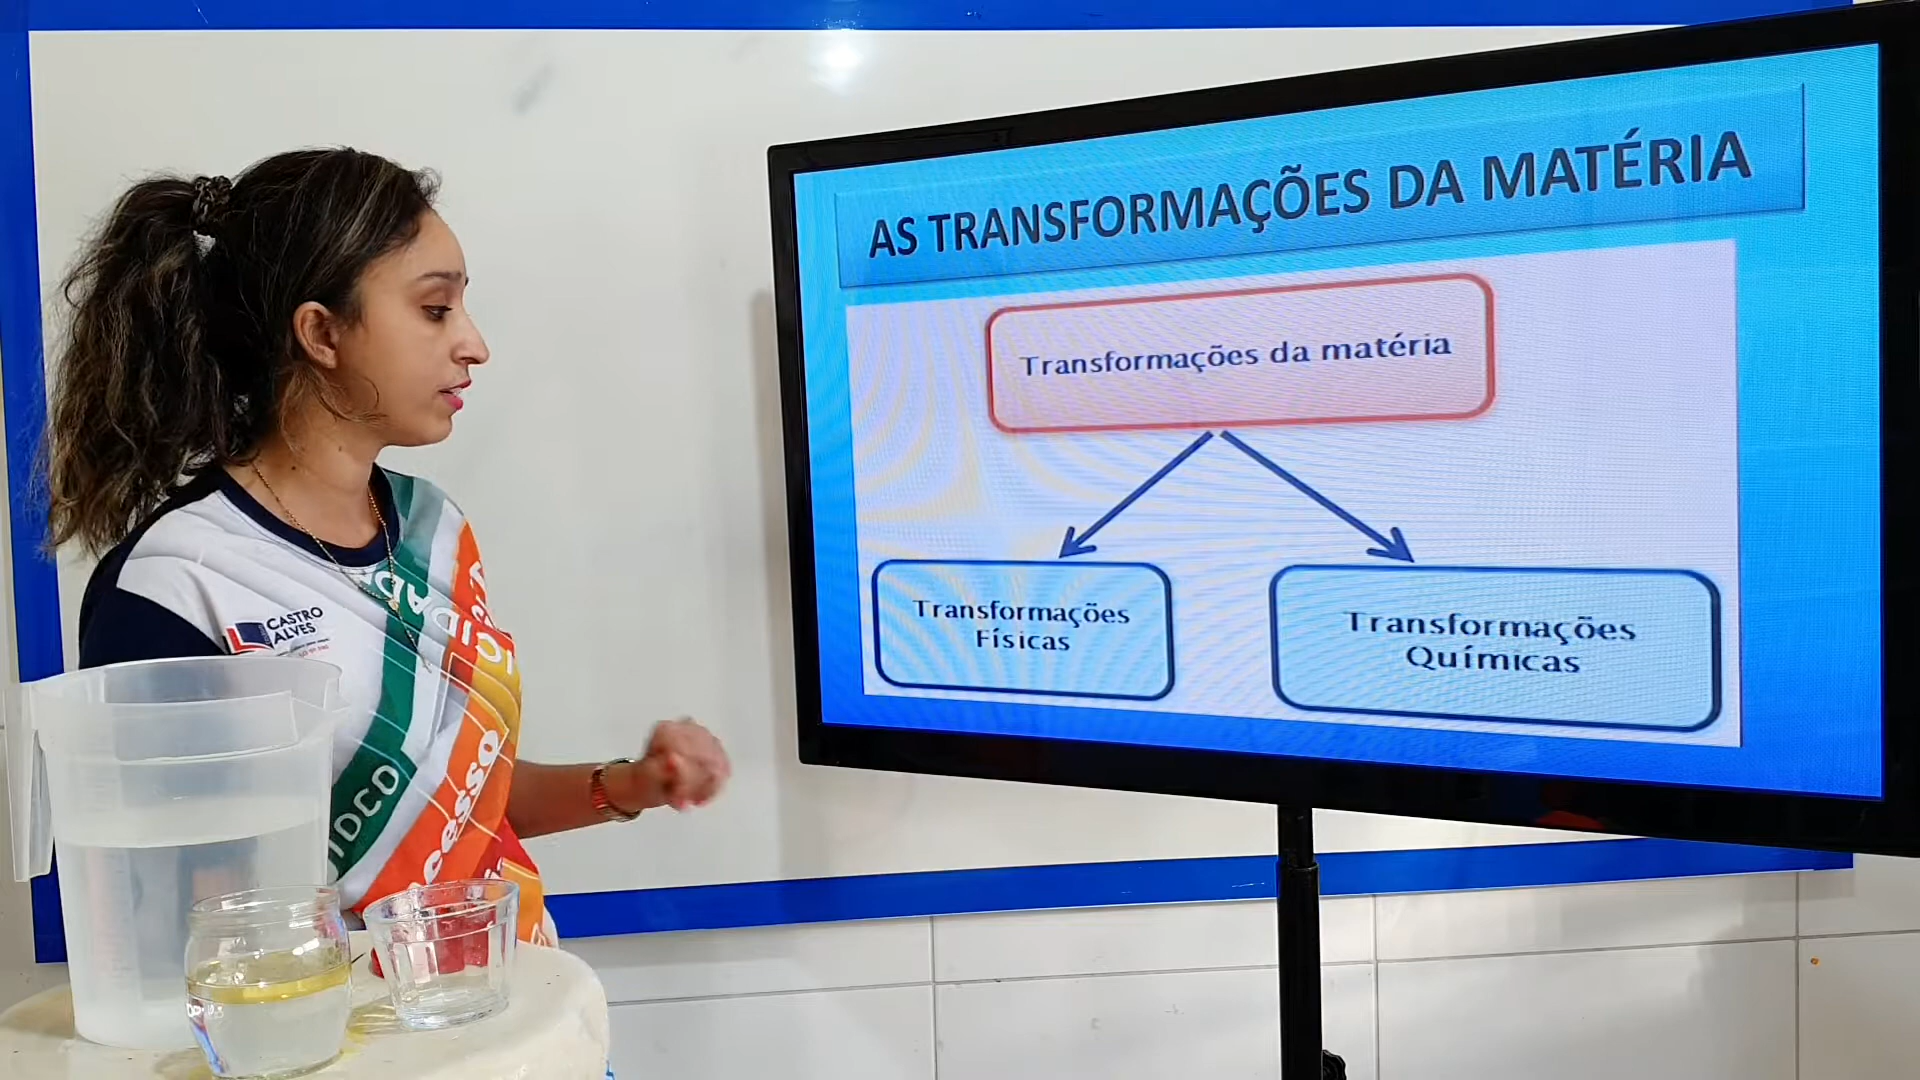 AS TRANSFORMAÇÕES DA MATÉRIA
Transformações da matéria
Transformações
Físicas
Transformações
Químicas
CASTRO
ALVES